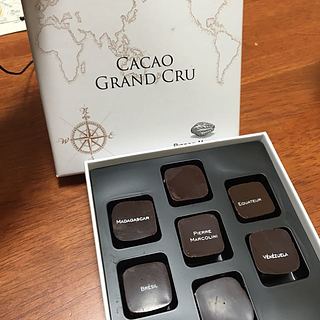 CACAO
GRAND CRU
MADAGASCAR
EQUATEUR
PIERRE
MARCOLINI
VÉNÉZUELA
BRÉSIL